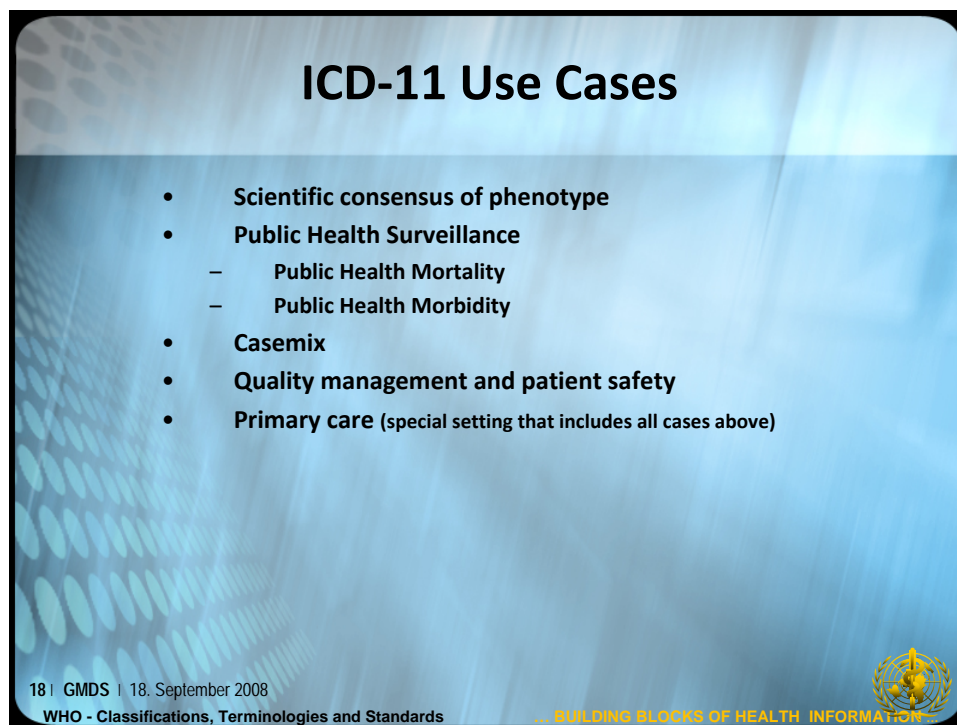 ICD-11 Use Cases
• Scientific consensus of phenotype
• Public Health Surveillance
– Public Health Mortality
– Public Health Morbidity
• Casemix
• Quality management and patient safety
• Primary care (special setting that includes all cases above)
18 | GMDS | 18. September 2008
WHO - Classifications, Terminologies and Standards
... BUILDING BLOCKS OF HEALTH INFORMATION ...